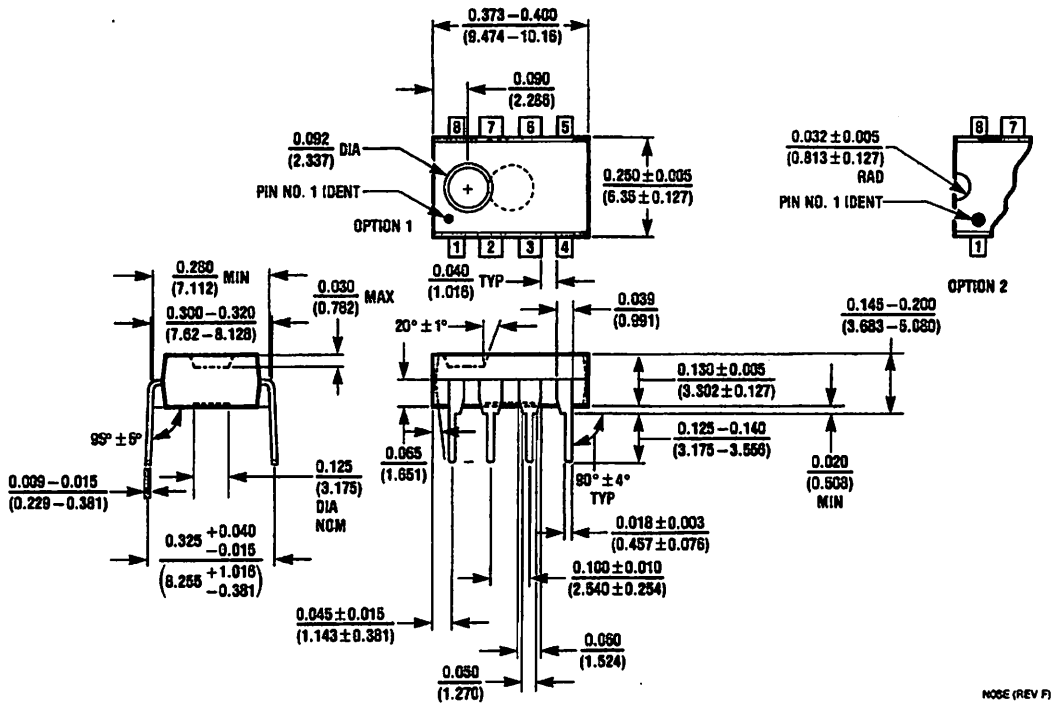 0.373–0.400
(9.474–10.16)
0.090
(2.286)
8 7 6 5
0.092 DIA
(2.337)
PIN NO. 1 IDENT
OPTION 1
1 2 3 4
0.250 ± 0.005
(6.35 ± 0.127)
8 7
0.032 ± 0.005
(0.813 ± 0.127)
RAD
PIN NO. 1 IDENT
1
OPTION 2
0.280 MIN
(7.112)
0.300–0.320
(7.62–8.128)
0.030 MAX
(0.762)
0.040 TYP
(1.016)
0.039
(0.991)
20° ± 1°
0.145–0.200
(3.683–5.080)
0.130 ± 0.005
(3.302 ± 0.127)
0.125–0.140
(3.175–3.556)
0.020
(0.508)
MIN
95° ± 5°
0.009–0.015
(0.229–0.381)
0.125
(3.175)
DIA
NOM
0.065
(1.651)
90° ± 4°
TYP
0.018 ± 0.003
(0.457 ± 0.076)
0.325 +0.040
−0.015
(8.255 +1.016
−0.381)
0.100 ± 0.010
(2.540 ± 0.254)
0.045 ± 0.015
(1.143 ± 0.381)
0.060
(1.524)
0.050
(1.270)
N08E (REV F)